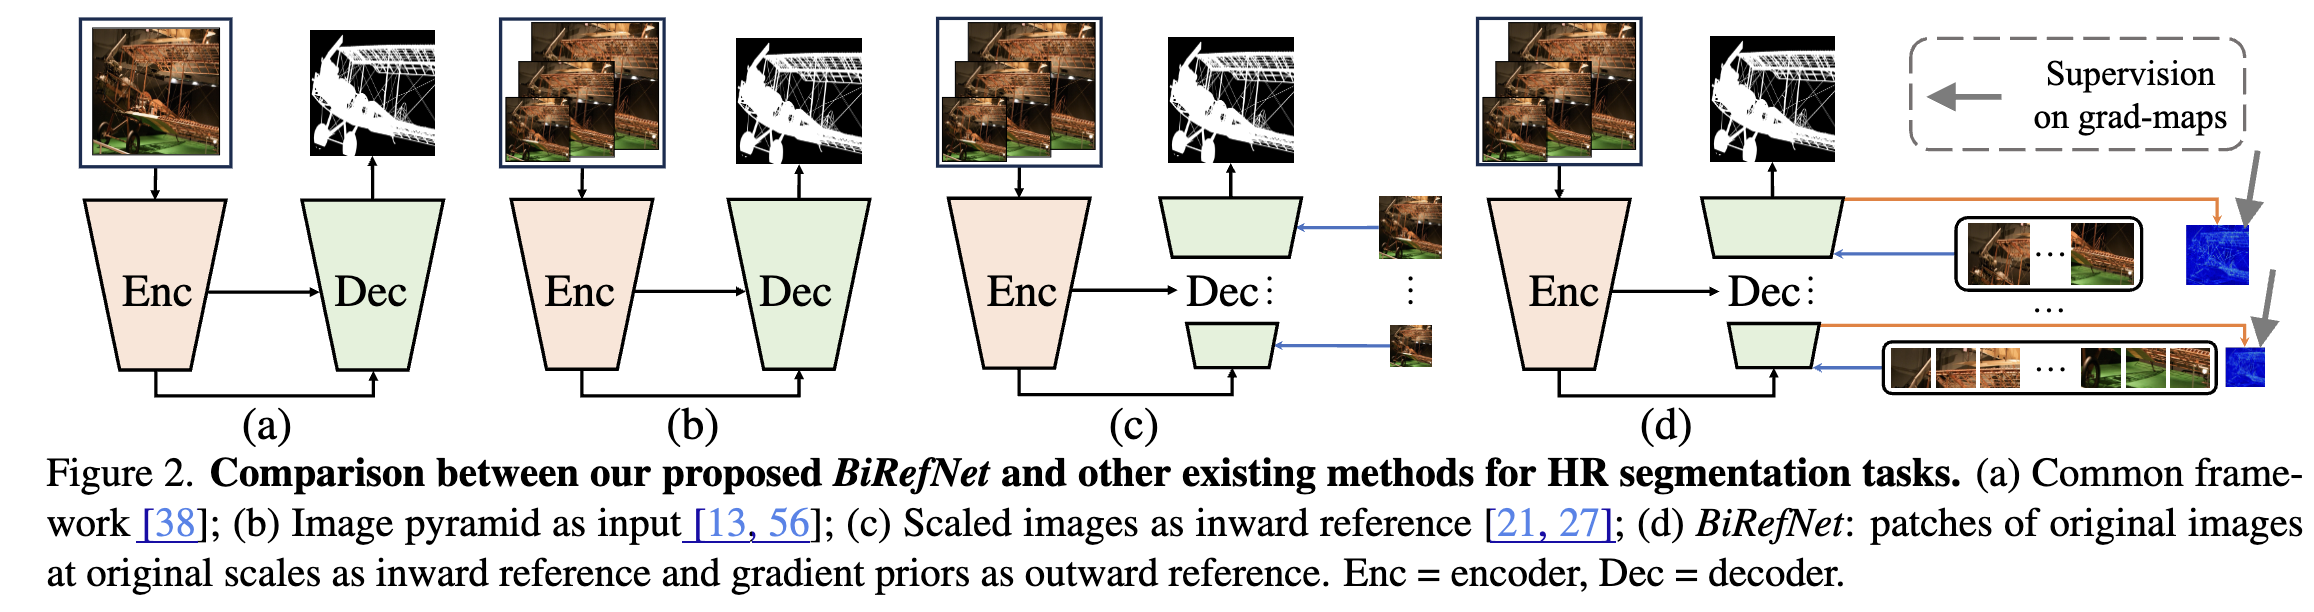 Supervision
on grad-maps
Enc
Dec
Enc
Dec
Enc
Dec
Enc
Dec
(a)
(b)
(c)
(d)
Figure 2. Comparison between our proposed BiRefNet and other existing methods for HR segmentation tasks. (a) Common frame-
work [38]; (b) Image pyramid as input [13, 56]; (c) Scaled images as inward reference [21, 27]; (d) BiRefNet: patches of original images
at original scales as inward reference and gradient priors as outward reference. Enc = encoder, Dec = decoder.